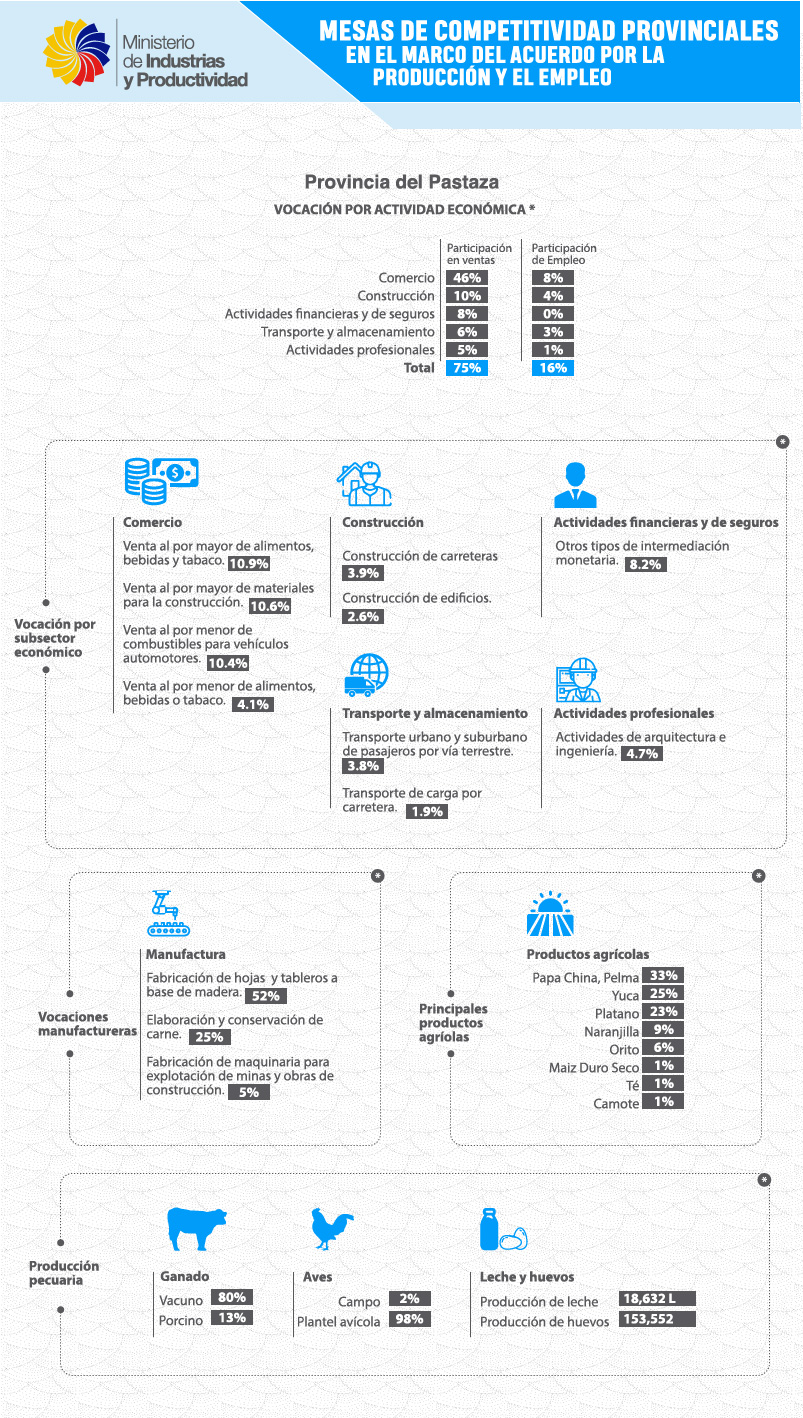 Ministerio
de Industrias
y Productividad
MESAS DE COMPETITIVIDAD PROVINCIALES
EN EL MARCO DEL ACUERDO POR LA
PRODUCCIÓN Y EL EMPLEO
Provincia del Pastaza
VOCACIÓN POR ACTIVIDAD ECONÓMICA *
Participación en ventas
Participación de Empleo
Comercio 46% 8%
Construcción 10% 4%
Actividades financieras y de seguros 8% 0%
Transporte y almacenamiento 6% 3%
Actividades profesionales 5% 1%
Total 75% 16%
*
Vocación por
subsector
económico
$
Comercio
Venta al por mayor de alimentos,
bebidas y tabaco. 10.9%
Venta al por mayor de materiales
para la construcción. 10.6%
Venta al por menor de
combustibles para vehículos
automotores. 10.4%
Venta al por menor de alimentos,
bebidas o tabaco. 4.1%
Construcción
Construcción de carreteras
3.9%
Construcción de edificios.
2.6%
Actividades financieras y de seguros
Otros tipos de intermediación
monetaria. 8.2%
Transporte y almacenamiento
Transporte urbano y suburbano
de pasajeros por vía terrestre.
3.8%
Transporte de carga por
carretera. 1.9%
Actividades profesionales
Actividades de arquitectura e
ingeniería. 4.7%
*
Vocaciones
manufactureras
Manufactura
Fabricación de hojas y tableros a
base de madera. 52%
Elaboración y conservación de
carne. 25%
Fabricación de maquinaria para
explotación de minas y obras de
construcción. 5%
*
Principales
productos
agríolas
Productos agrícolas
Papa China, Pelma 33%
Yuca 25%
Platano 23%
Naranjilla 9%
Orito 6%
Maiz Duro Seco 1%
Té 1%
Camote 1%
*
Producción
pecuaria
Ganado
Vacuno 80%
Porcino 13%
Aves
Campo 2%
Plantel avícola 98%
Leche y huevos
Producción de leche 18,632 L
Producción de huevos 153,552